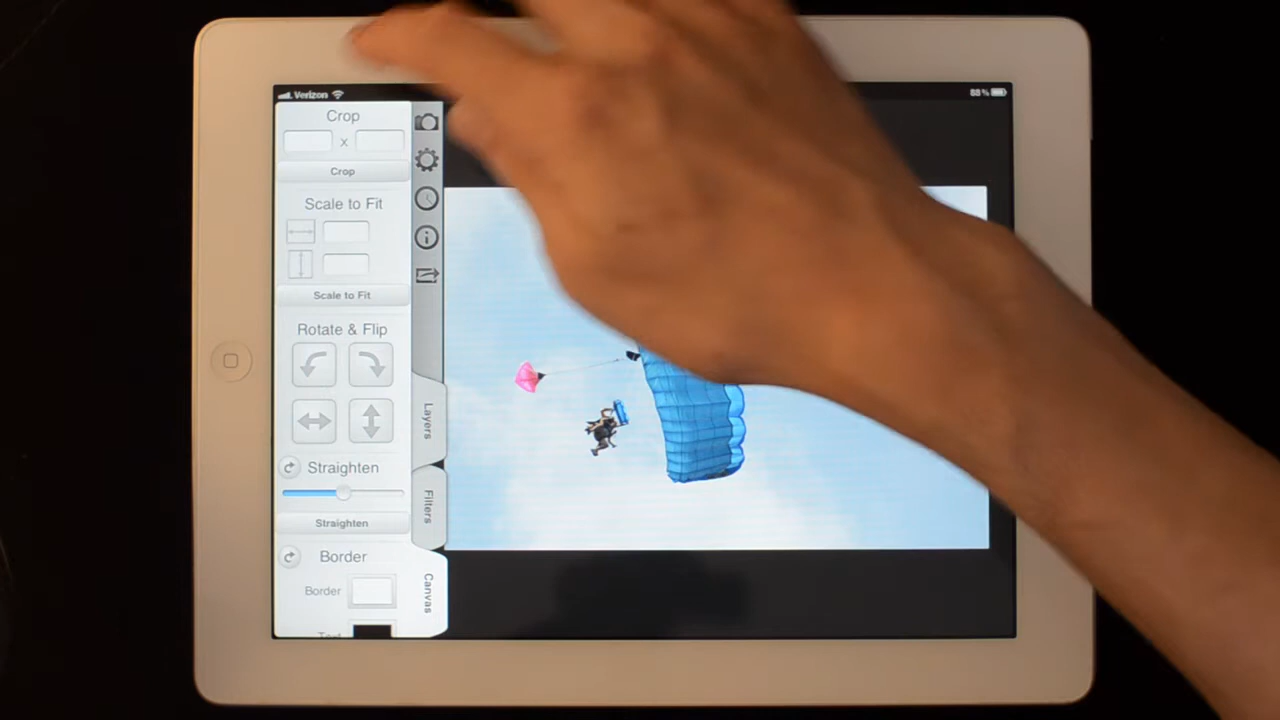 Verizon
88%
Crop
x
Crop
Scale to Fit
Scale to Fit
Rotate & Flip
Straighten
Straighten
Border
Border
Layers
Filters
Canvas